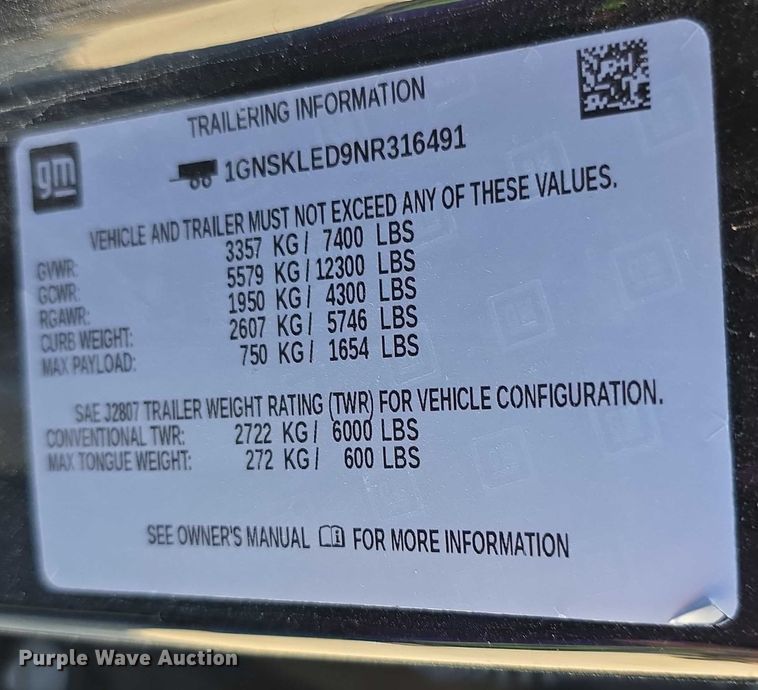 TRAILERING INFORMATION
gm
1GNSKLED9NR316491
VEHICLE AND TRAILER MUST NOT EXCEED ANY OF THESE VALUES.
GVWR: 3357 KG / 7400 LBS
GCWR: 5579 KG / 12300 LBS
RGAWR: 1950 KG / 4300 LBS
CURB WEIGHT: 2607 KG / 5746 LBS
MAX PAYLOAD: 750 KG / 1654 LBS
SAE J2807 TRAILER WEIGHT RATING (TWR) FOR VEHICLE CONFIGURATION.
CONVENTIONAL TWR: 2722 KG / 6000 LBS
MAX TONGUE WEIGHT: 272 KG / 600 LBS
SEE OWNER'S MANUAL FOR MORE INFORMATION
Purple Wave Auction